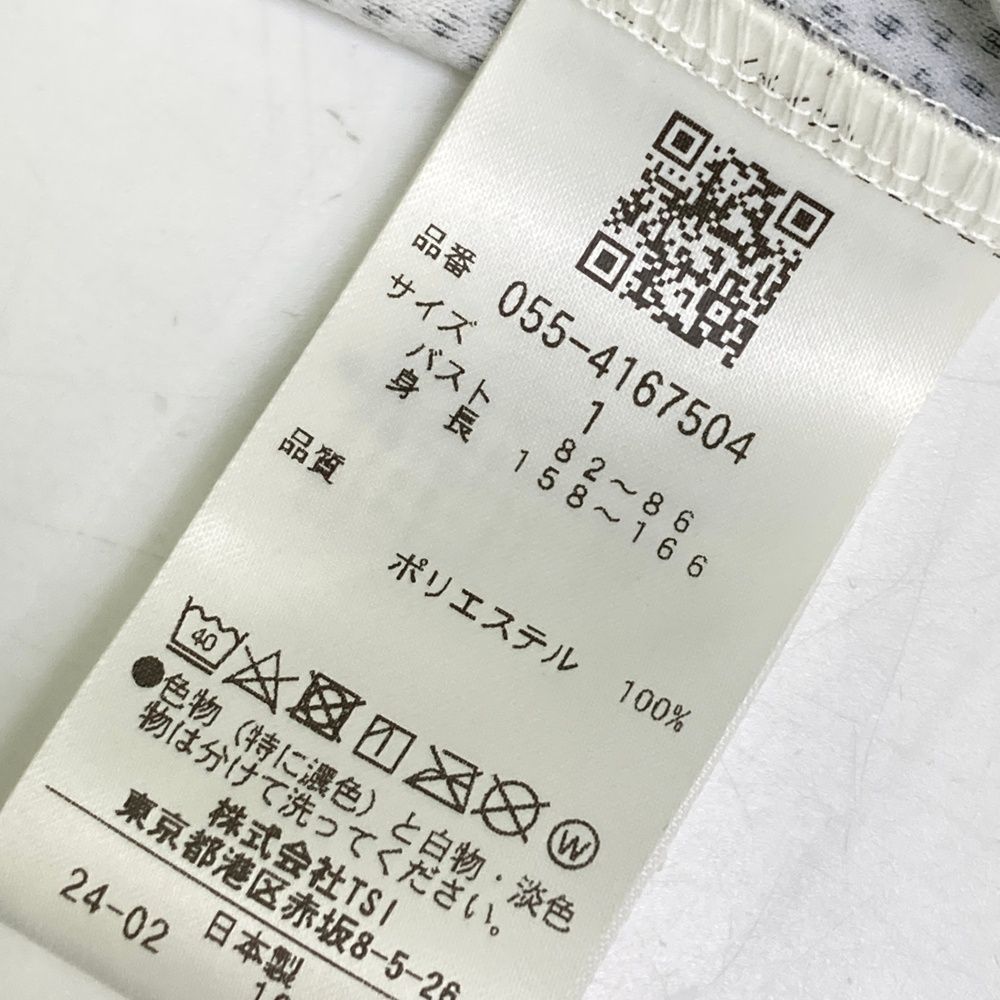 品番 055-4167504
サイズ 1
バスト 82～86
身長 158～166
品質
ポリエステル 100%
40
W
●色物（特に濃色）と白物・淡色
物は分けて洗ってください。
株式会社TSI
東京都港区赤坂8-5-26
24-02 日本製